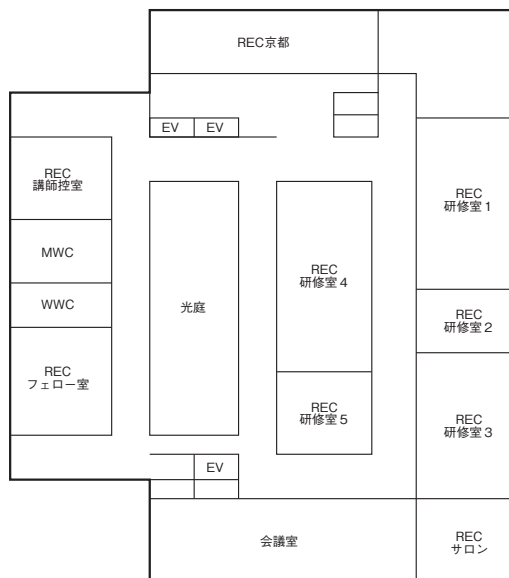 REC京都
EV
EV
REC
講師控室
MWC
WWC
REC
フェロー室
光庭
REC
研修室4
REC
研修室5
REC
研修室1
REC
研修室2
REC
研修室3
EV
会議室
REC
サロン